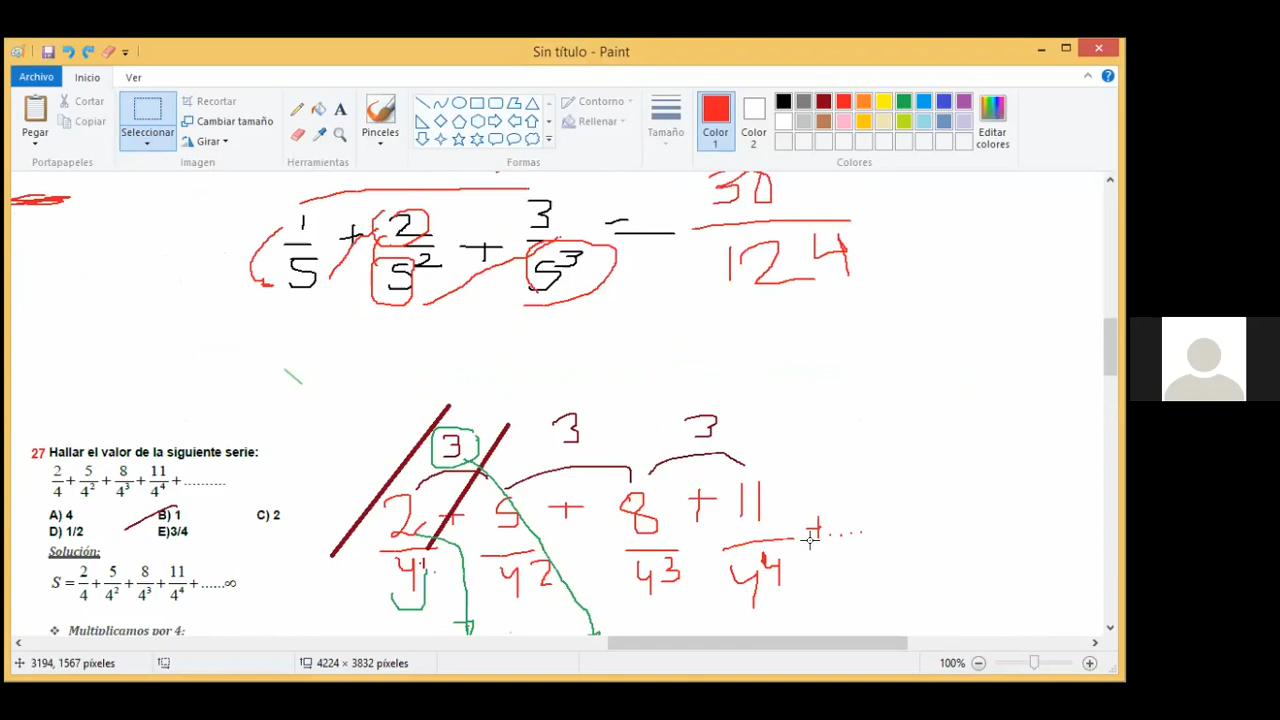 Sin título - Paint
Archivo Inicio Ver
Pegar
Cortar
Copiar
Portapapeles
Seleccionar
Recortar
Cambiar tamaño
Girar
Imagen
A
Herramientas
Pinceles
Contorno
Rellenar
Formas
Tamaño
Color 1
Color 2
Editar colores
Colores
1/5 + 2/5² + 3/5³ = 30/124
3 3 3
2/4¹ + 5/4² + 8/4³ + 11/4⁴ + ....
27 Hallar el valor de la siguiente serie:
2/4 + 5/4² + 8/4³ + 11/4⁴ + ..........
A) 4 B) 1 C) 2
D) 1/2 E)3/4
Solución:
S = 2/4 + 5/4² + 8/4³ + 11/4⁴ + ......∞
❖ Multiplicamos por 4:
3194, 1567 píxeles
4224 × 3832 píxeles
100%